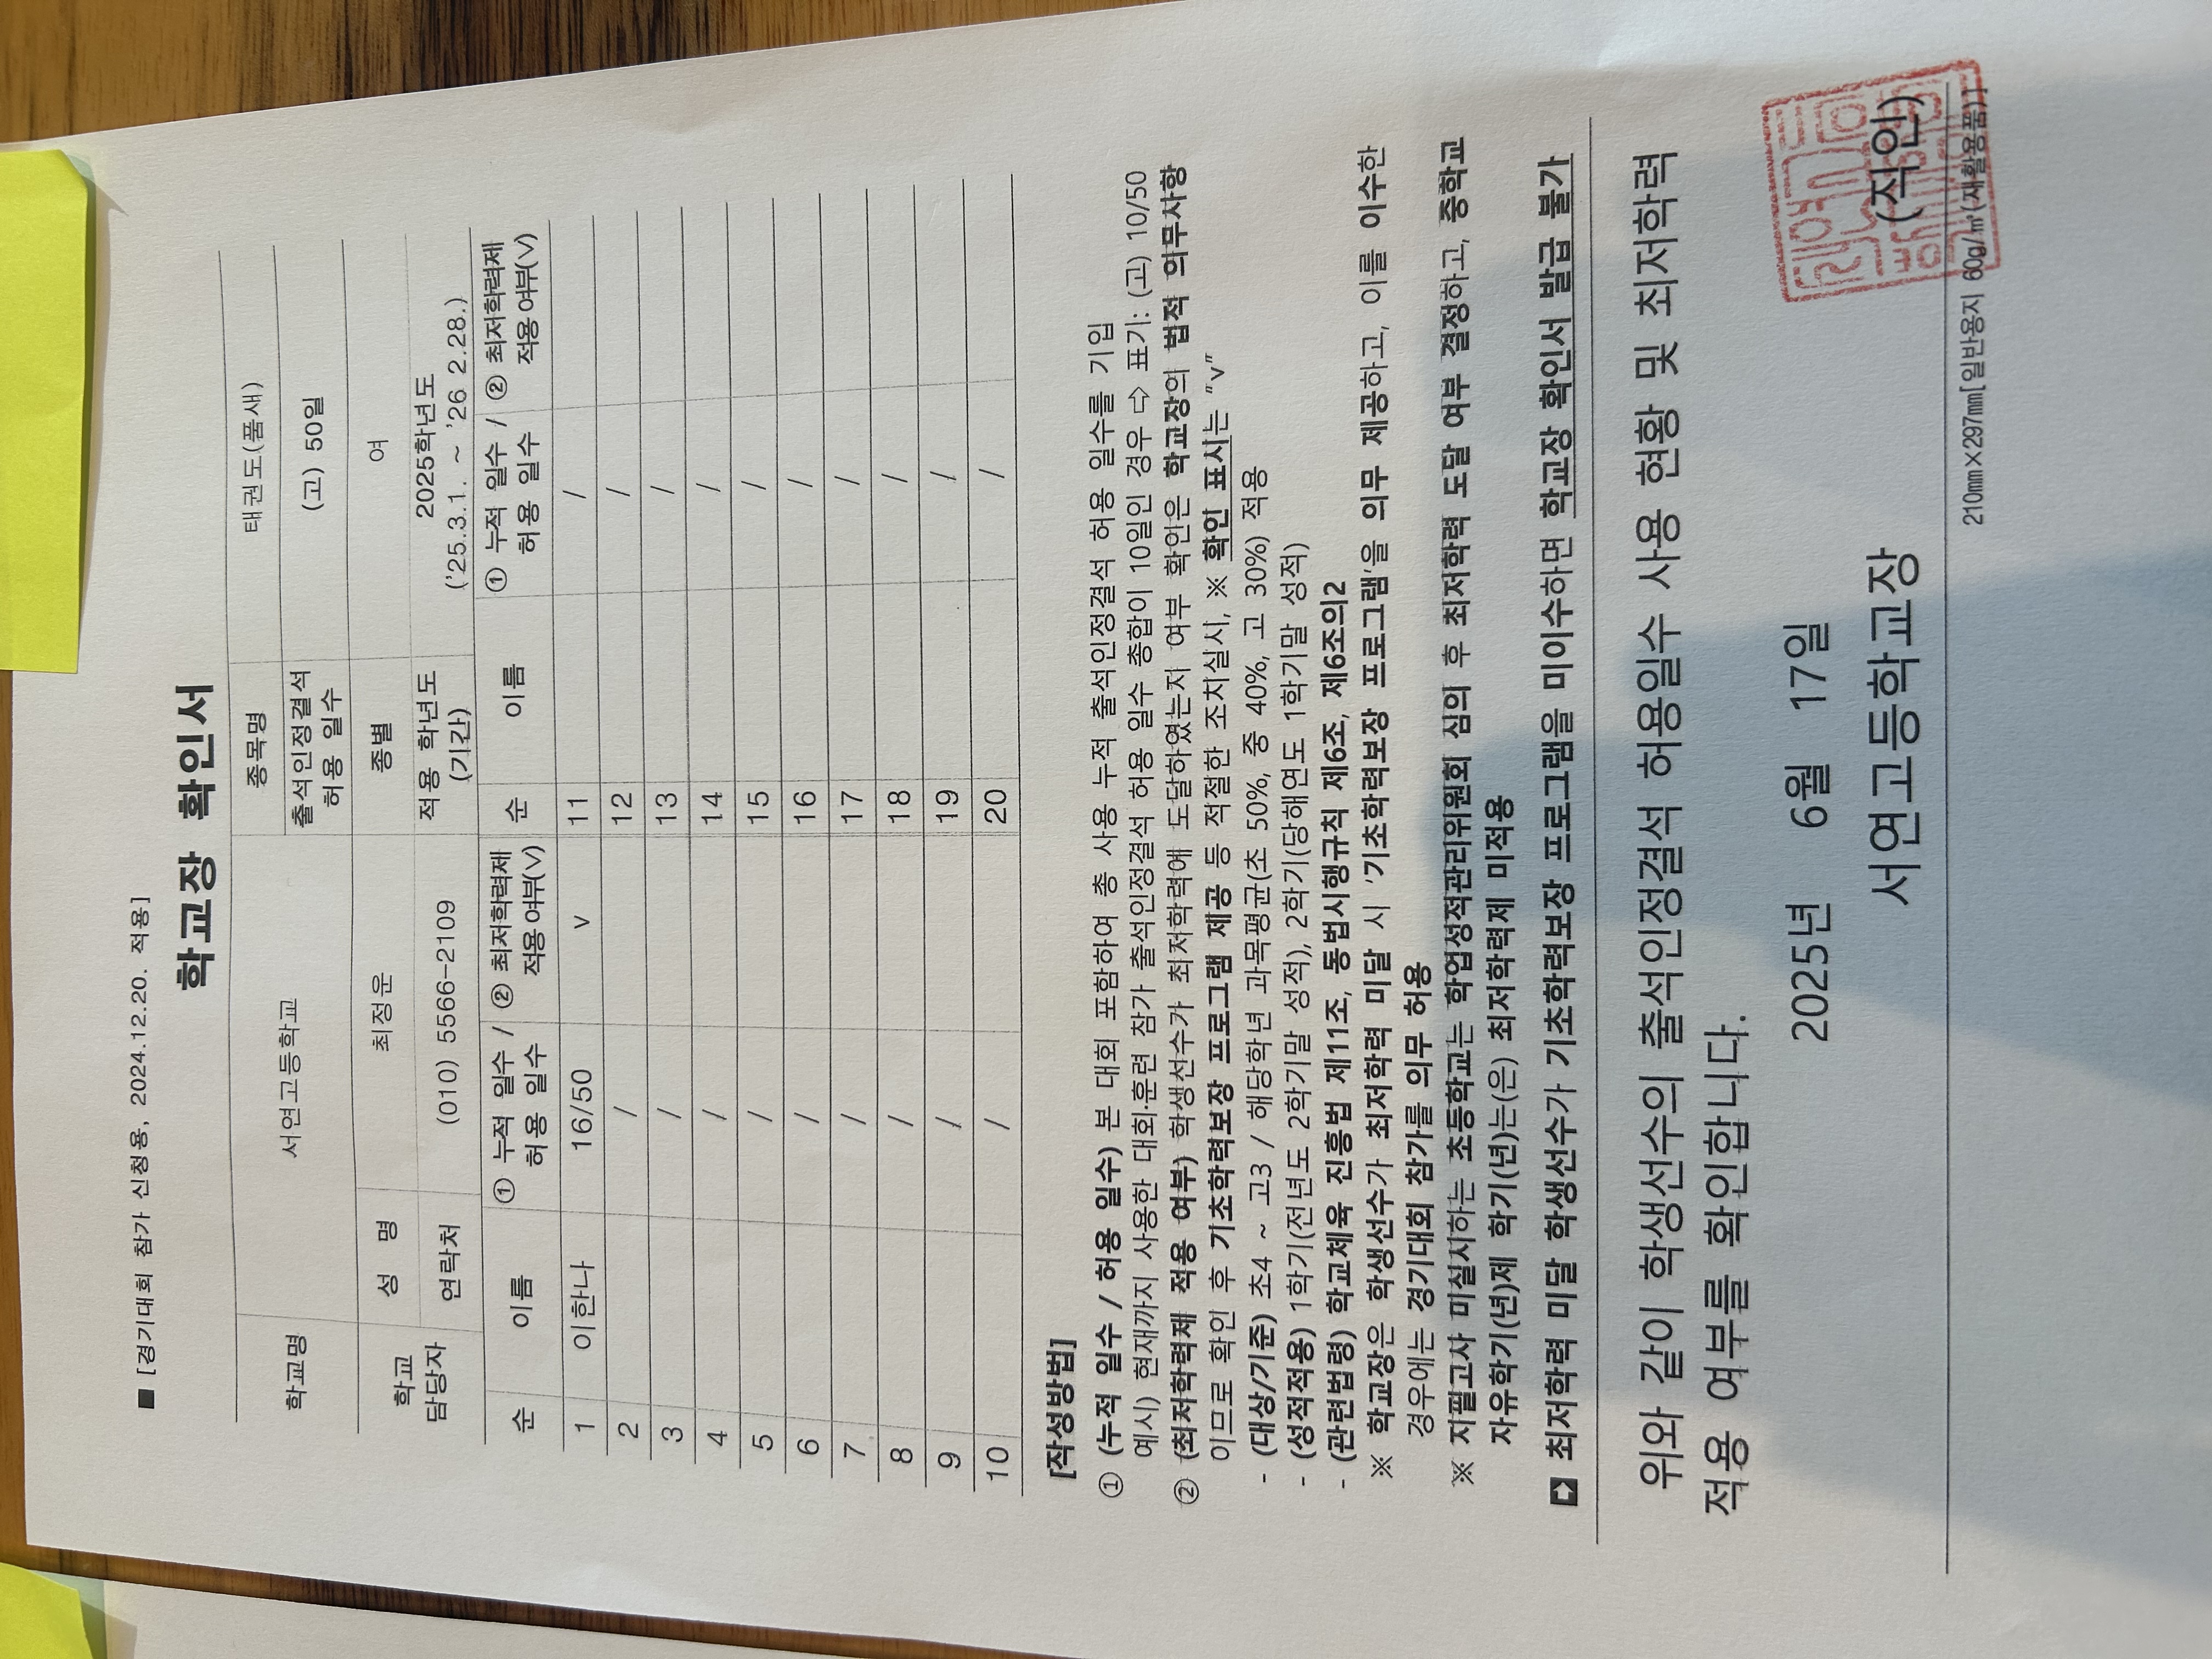 ■ [경기대회 참가 신청용, 2024.12.20. 적용]
학교장 확인서
학교명 서연고등학교 종목명 태권도(품새)
출석인정결석 허용 일수 (고) 50일
학교 담당자 성 명 최정운 종별 여
연락처 (010) 5566-2109 적용 학년도 (기간) 2025학년도 ('25.3.1. ~ '26 2.28.)
순 이름 ① 누적 일수 / 허용 일수 ② 최저학력제 적용여부(v) 순 이름 ① 누적 일수 / 허용 일수 ② 최저학력제 적용여부(v)
1 이한나 16/50 v 11 /
2 / 12 /
3 / 13 /
4 / 14 /
5 / 15 /
6 / 16 /
7 / 17 /
8 / 18 /
9 / 19 /
10 / 20 /
[작성방법]
① (누적 일수 / 허용 일수) 본 대회 포함하여 총 사용 누적 출석인정결석 허용 일수를 기입
예시) 현재까지 사용한 대회·훈련 참가 출석인정결석 허용 일수 총합이 10일인 경우 ⇨ 표기: (고) 10/50
② (최저학력제 적용 여부) 학생선수가 최저학력에 도달하였는지 여부 확인은 학교장의 법적 의무사항
이므로 확인 후 기초학력보장 프로그램 제공 등 적절한 조치실시, ※ 확인 표시는 "v"
- (대상/기준) 초4 ~ 고3 / 해당학년 과목평균(초 50%, 중 40%, 고 30%) 적용
- (성적적용) 1학기(전년도 2학기말 성적), 2학기(당해연도 1학기말 성적)
- (관련법령) 학교체육 진흥법 제11조, 동법시행규칙 제6조, 제6조의2
※ 학교장은 학생선수가 최저학력 미달 시 '기초학력보장 프로그램'을 의무 제공하고, 이를 이수한
경우에는 경기대회 참가를 의무 허용
※ 지필고사 미실시하는 초등학교는 학업성적관리위원회 심의 후 최저학력 도달 여부 결정하고, 중학교
자유학기(년)제 학기(년)는(은) 최저학력제 미적용
최저학력 미달 학생선수가 기초학력보장 프로그램을 미이수하면 학교장 확인서 발급 불가
위와 같이 학생선수의 출석인정결석 허용일수 사용 현황 및 최저학력
적용 여부를 확인합니다.
2025년 6월 17일
서연고등학교장 (직인)
210㎜×297㎜[일반용지 60g/㎡(재활용품)]